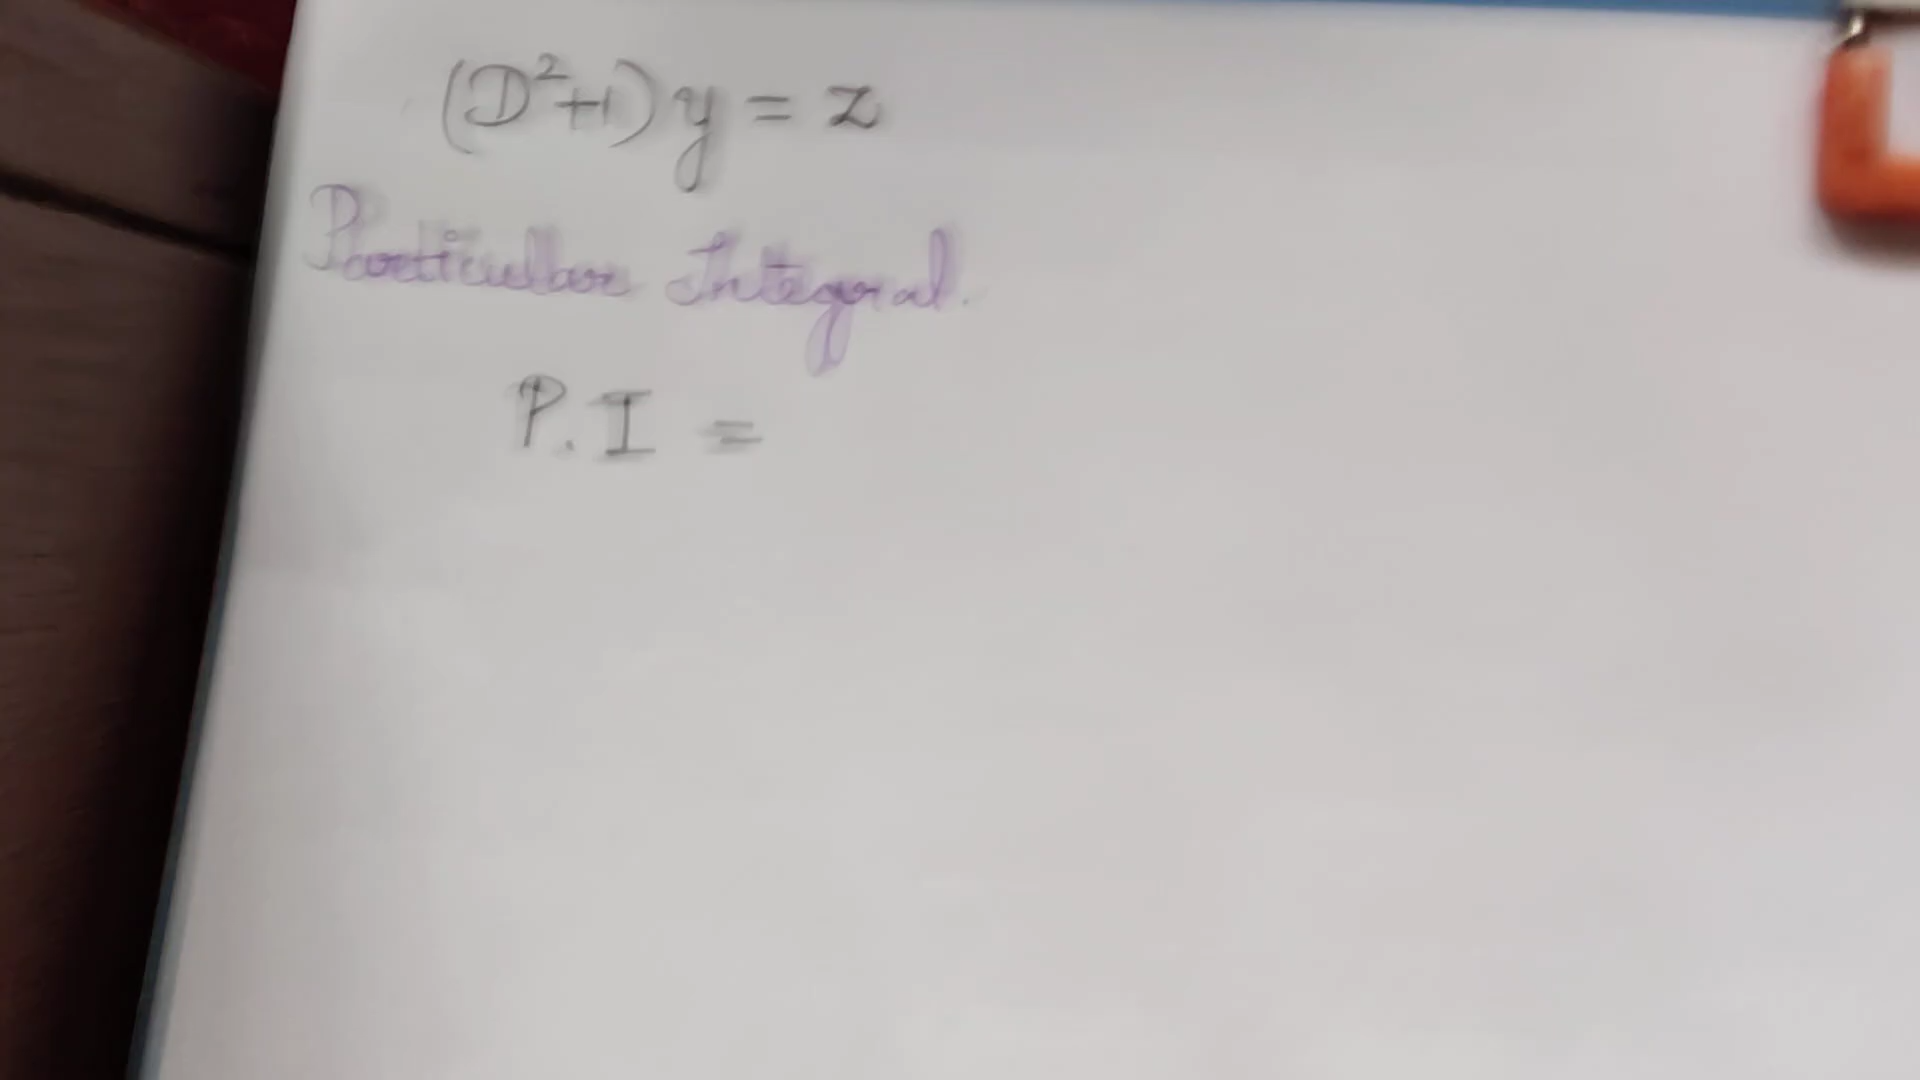 (D²+1) y = z
Particular Integral.
P.I =